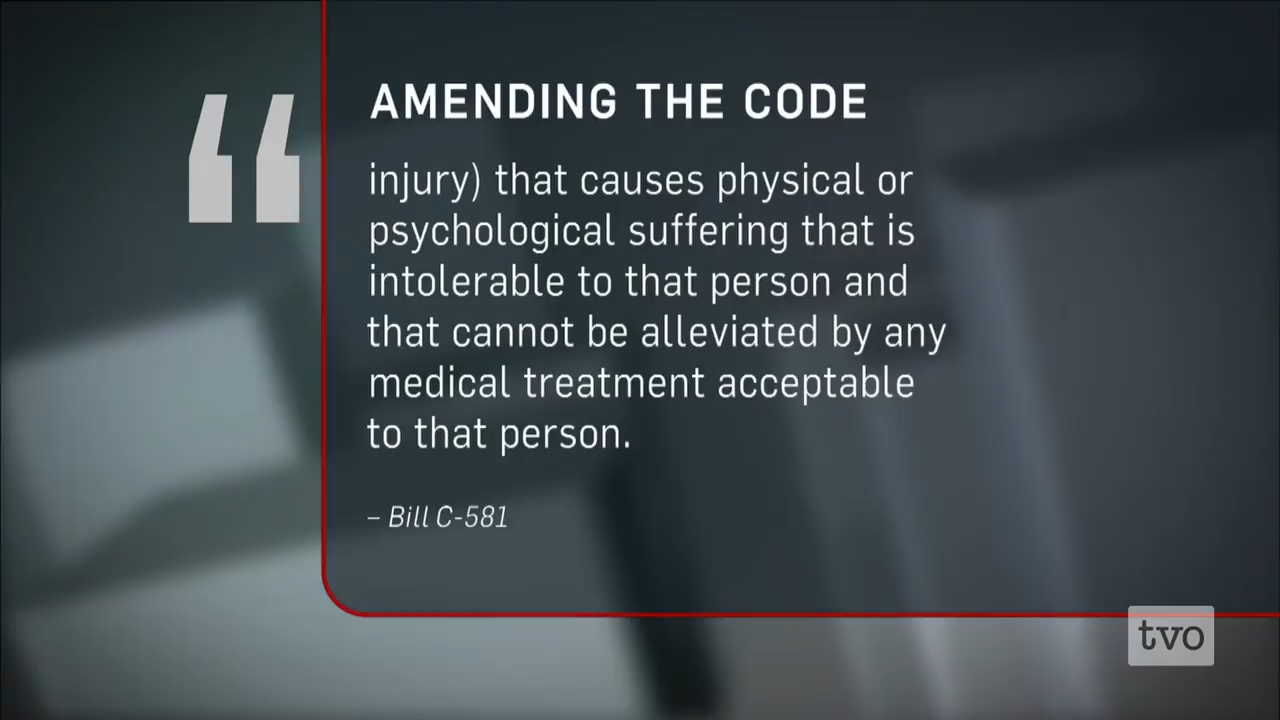 “
AMENDING THE CODE
injury) that causes physical or
psychological suffering that is
intolerable to that person and
that cannot be alleviated by any
medical treatment acceptable
to that person.
– Bill C-581
tvo